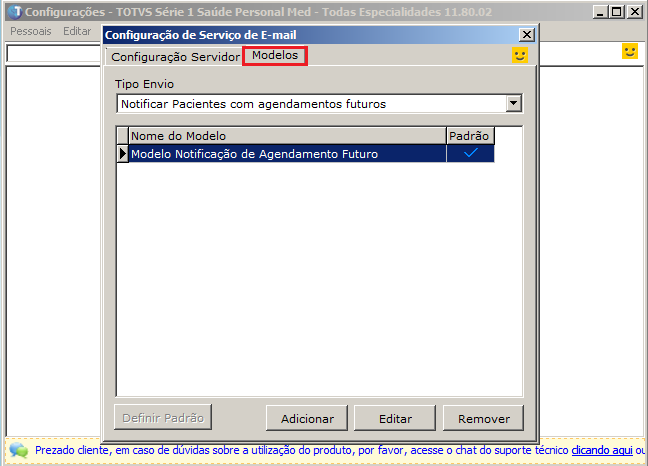 Configurações - TOTVS Série 1 Saúde Personal Med - Todas Especialidades 11.80.02
Pessoais Editar
Configuração de Serviço de E-mail
Configuração Servidor Modelos
Tipo Envio
Notificar Pacientes com agendamentos futuros
Nome do Modelo Padrão
Modelo Notificação de Agendamento Futuro
Definir Padrão Adicionar Editar Remover
Prezado cliente, em caso de dúvidas sobre a utilização do produto, por favor, acesse o chat do suporte técnico clicando aqui ou